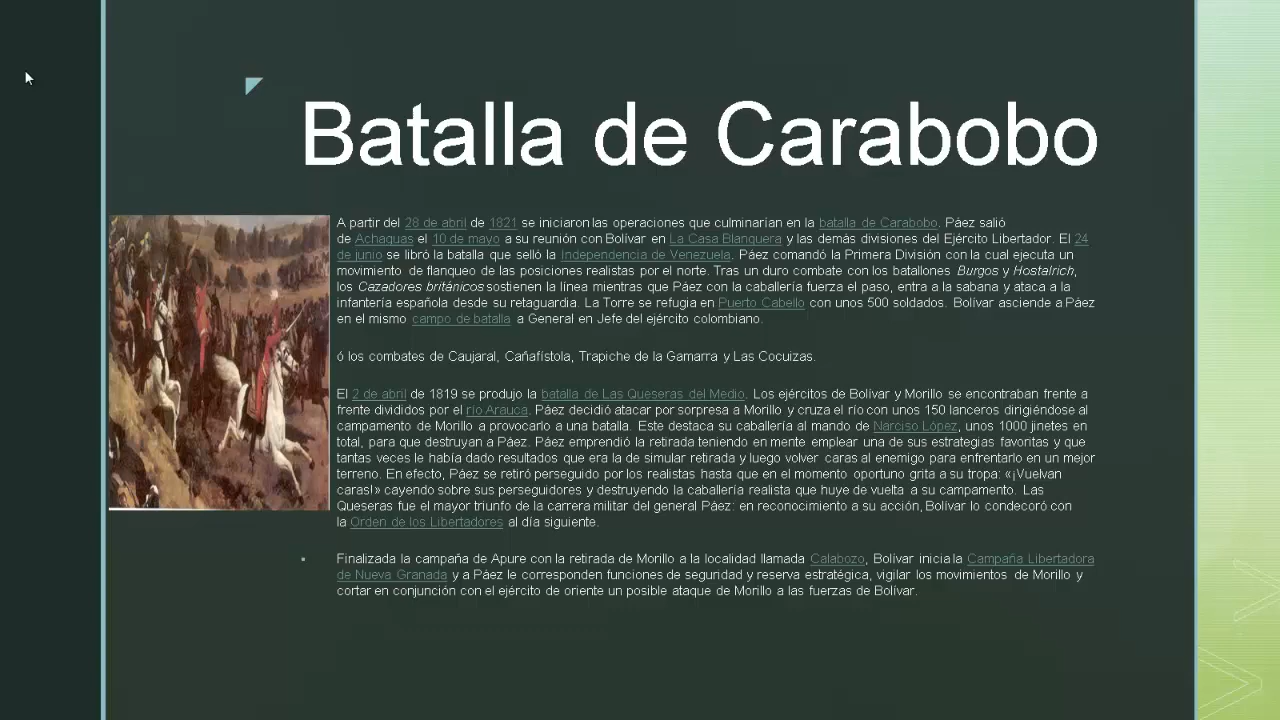 Batalla de Carabobo
A partir del 28 de abril de 1821 se iniciaron las operaciones que culminarían en la batalla de Carabobo. Páez salió
de Achaguas el 10 de mayo a su reunión con Bolívar en La Casa Blanquera y las demás divisiones del Ejército Libertador. El 24
de junio se libró la batalla que selló la Independencia de Venezuela. Páez comandó la Primera División con la cual ejecuta un
movimiento de flanqueo de las posiciones realistas por el norte. Tras un duro combate con los batallones Burgos y Hostalrich,
los Cazadores británicos sostienen la línea mientras que Páez con la caballería fuerza el paso, entra a la sabana y ataca a la
infantería española desde su retaguardia. La Torre se refugia en Puerto Cabello con unos 500 soldados. Bolívar asciende a Páez
en el mismo campo de batalla a General en Jefe del ejército colombiano.
ó los combates de Caujaral, Cañafístola, Trapiche de la Gamarra y Las Cocuizas.
El 2 de abril de 1819 se produjo la batalla de Las Queseras del Medio. Los ejércitos de Bolívar y Morillo se encontraban frente a
frente divididos por el río Arauca. Páez decidió atacar por sorpresa a Morillo y cruza el río con unos 150 lanceros dirigiéndose al
campamento de Morillo a provocarlo a una batalla. Este destaca su caballería al mando de Narciso López, unos 1000 jinetes en
total, para que destruyan a Páez. Páez emprendió la retirada teniendo en mente emplear una de sus estrategias favoritas y que
tantas veces le había dado resultados que era la de simular retirada y luego volver caras al enemigo para enfrentarlo en un mejor
terreno. En efecto, Páez se retiró perseguido por los realistas hasta que en el momento oportuno grita a su tropa: «¡Vuelvan
caras!» cayendo sobre sus perseguidores y destruyendo la caballería realista que huye de vuelta a su campamento. Las
Queseras fue el mayor triunfo de la carrera militar del general Páez: en reconocimiento a su acción, Bolívar lo condecoró con
la Orden de los Libertadores al día siguiente.
Finalizada la campaña de Apure con la retirada de Morillo a la localidad llamada Calabozo, Bolívar inicia la Campaña Libertadora
de Nueva Granada y a Páez le corresponden funciones de seguridad y reserva estratégica, vigilar los movimientos de Morillo y
cortar en conjunción con el ejército de oriente un posible ataque de Morillo a las fuerzas de Bolívar.